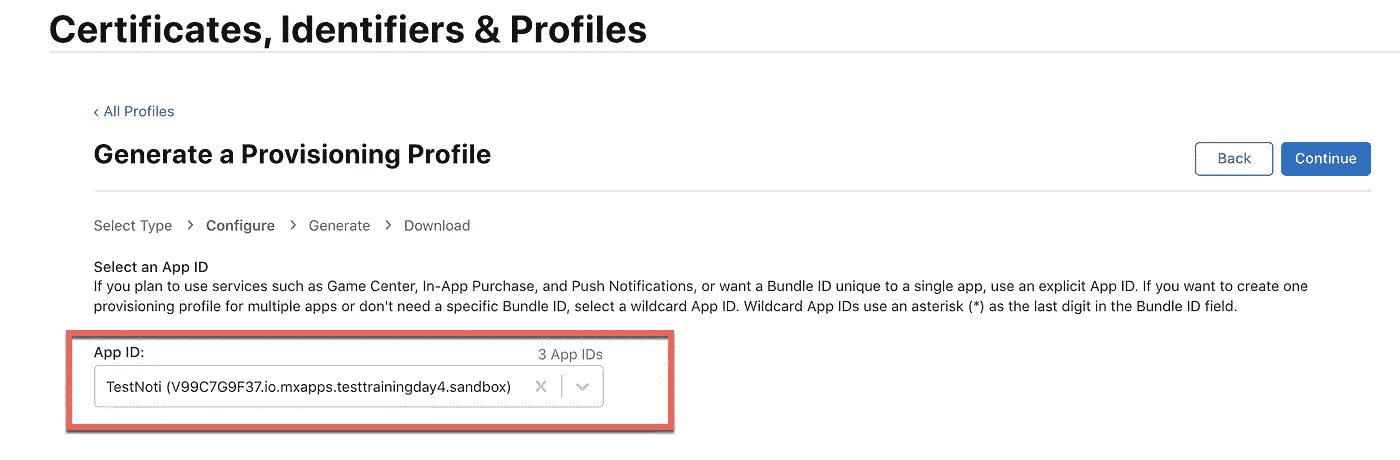 Certificates, Identifiers & Profiles
‹ All Profiles
Generate a Provisioning Profile
Back
Continue
Select Type > Configure > Generate > Download
Select an App ID
If you plan to use services such as Game Center, In-App Purchase, and Push Notifications, or want a Bundle ID unique to a single app, use an explicit App ID. If you want to create one
provisioning profile for multiple apps or don't need a specific Bundle ID, select a wildcard App ID. Wildcard App IDs use an asterisk (*) as the last digit in the Bundle ID field.
App ID:
3 App IDs
TestNoti (V99C7G9F37.io.mxapps.testtrainingday4.sandbox)